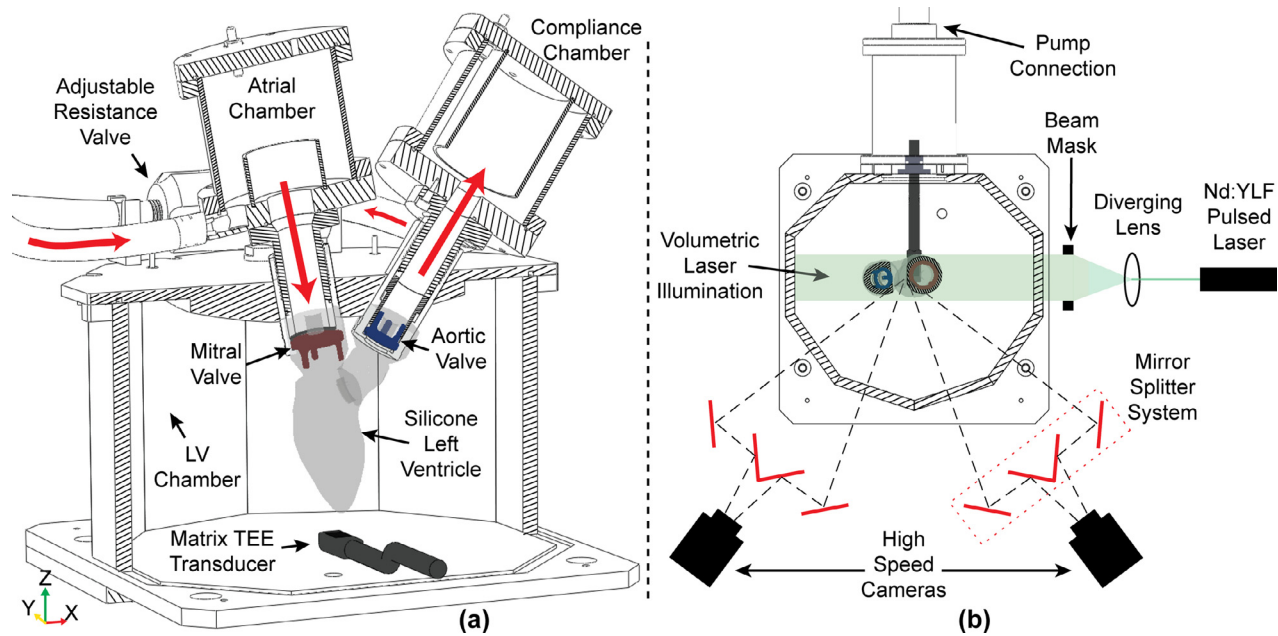 Compliance
Chamber
Adjustable
Resistance
Valve
Atrial
Chamber
Mitral
Valve
Aortic
Valve
LV
Chamber
Silicone
Left
Ventricle
Matrix TEE
Transducer
Z
Y
X
(a)
Pump
Connection
Beam
Mask
Nd:YLF
Pulsed
Laser
Diverging
Lens
Volumetric
Laser
Illumination
Mirror
Splitter
System
High
Speed
Cameras
(b)